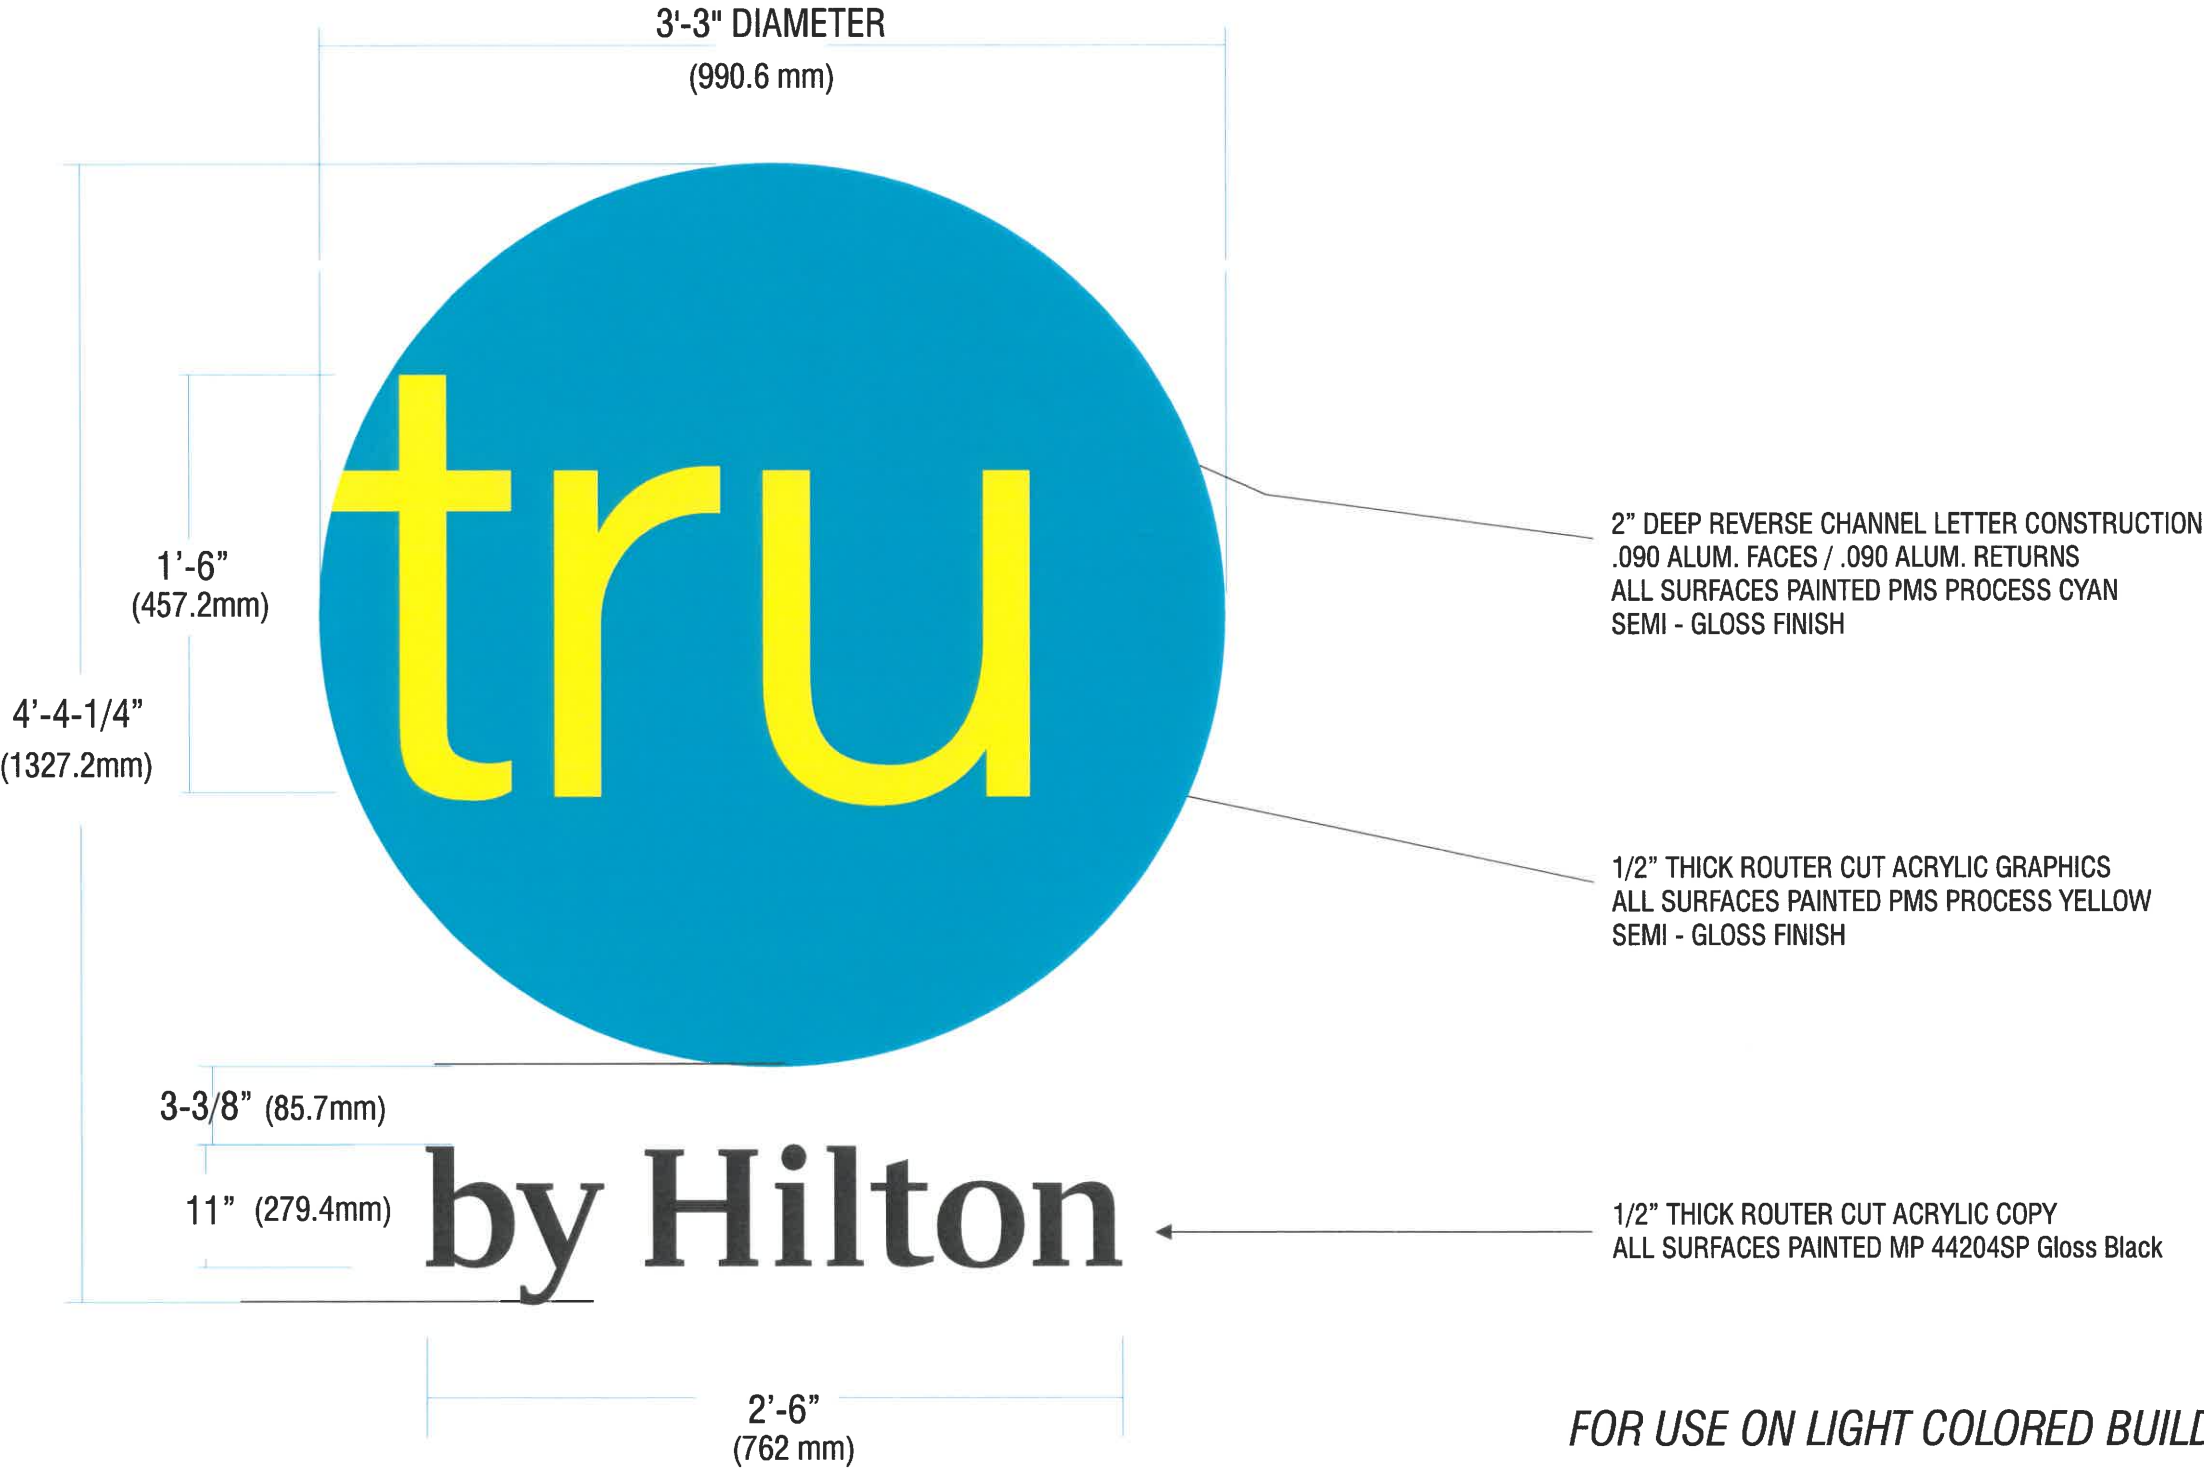 3'-3" DIAMETER
(990.6 mm)
tru
1’-6”
(457.2mm)
4’-4-1/4”
(1327.2mm)
2” DEEP REVERSE CHANNEL LETTER CONSTRUCTION
.090 ALUM. FACES / .090 ALUM. RETURNS
ALL SURFACES PAINTED PMS PROCESS CYAN
SEMI - GLOSS FINISH
1/2” THICK ROUTER CUT ACRYLIC GRAPHICS
ALL SURFACES PAINTED PMS PROCESS YELLOW
SEMI - GLOSS FINISH
3-3/8” (85.7mm)
11” (279.4mm)
by Hilton
1/2” THICK ROUTER CUT ACRYLIC COPY
ALL SURFACES PAINTED MP 44204SP Gloss Black
2’-6”
(762 mm)
FOR USE ON LIGHT COLORED